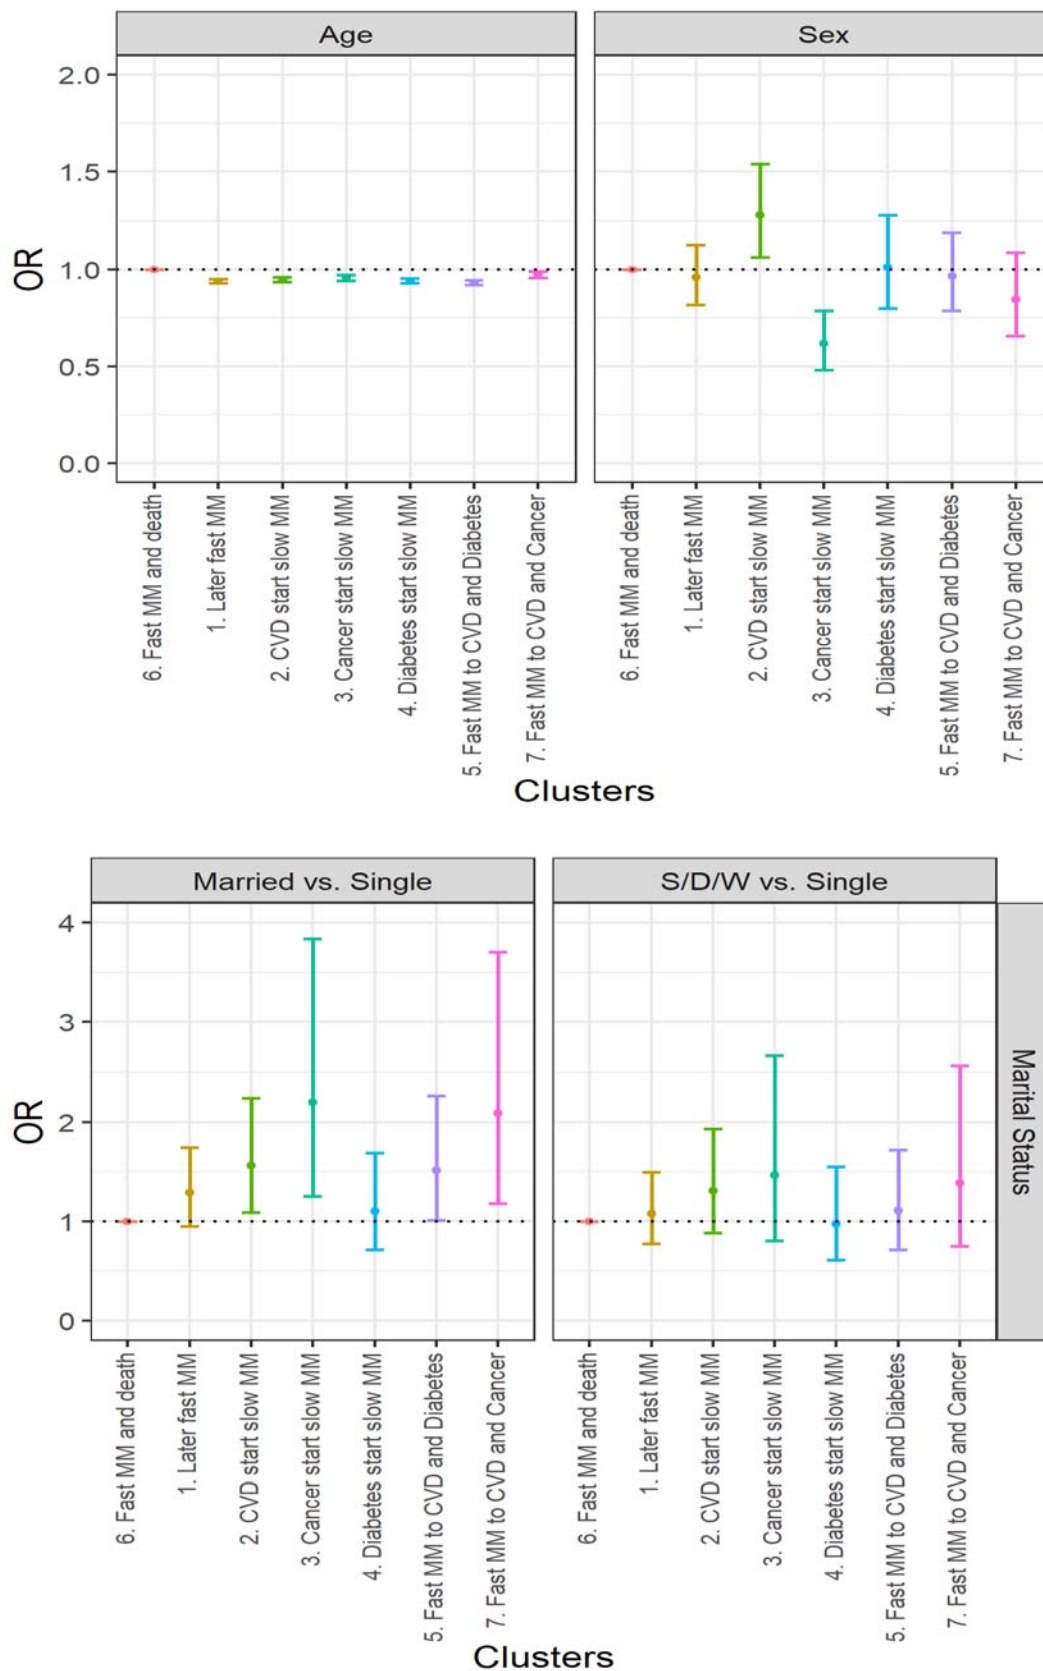 Age
Sex
OR
2.0
1.5
1.0
0.5
0.0
6. Fast MM and death
1. Later fast MM
2. CVD start slow MM
3. Cancer start slow MM
4. Diabetes start slow MM
5. Fast MM to CVD and Diabetes
7. Fast MM to CVD and Cancer
6. Fast MM and death
1. Later fast MM
2. CVD start slow MM
3. Cancer start slow MM
4. Diabetes start slow MM
5. Fast MM to CVD and Diabetes
7. Fast MM to CVD and Cancer
Clusters
Married vs. Single
S/D/W vs. Single
Marital Status
OR
4
3
2
1
0
6. Fast MM and death
1. Later fast MM
2. CVD start slow MM
3. Cancer start slow MM
4. Diabetes start slow MM
5. Fast MM to CVD and Diabetes
7. Fast MM to CVD and Cancer
6. Fast MM and death
1. Later fast MM
2. CVD start slow MM
3. Cancer start slow MM
4. Diabetes start slow MM
5. Fast MM to CVD and Diabetes
7. Fast MM to CVD and Cancer
Clusters